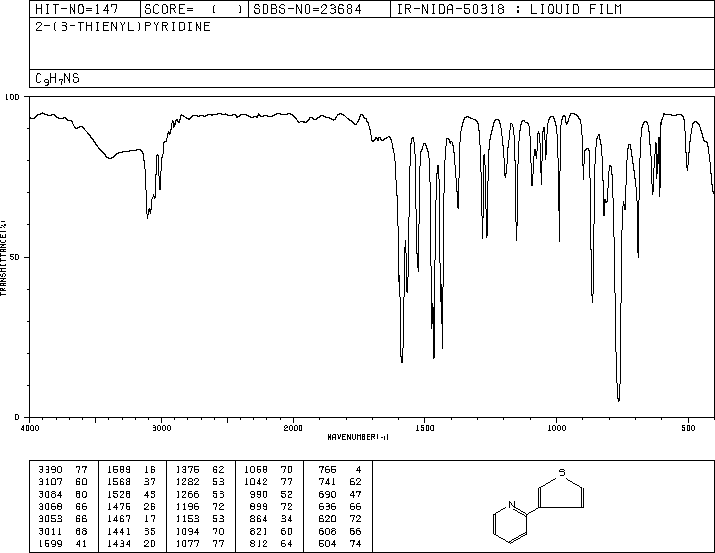 HIT-NO=147 SCORE= ( ) SDBS-NO=23684 IR-NIDA-50318 : LIQUID FILM
2-(3-THIENYL)PYRIDINE
C9H7NS
100
50
0
TRANSMITTANCE(%)
4000 3000 2000 1500 1000 500
WAVENUMBER(-1)
3390 77 1589 16 1376 62 1068 70 766 4
3107 60 1568 37 1282 53 1042 77 741 62
3084 60 1528 43 1266 53 990 52 690 47
3068 66 1476 26 1196 72 899 72 636 66
3053 66 1467 17 1153 53 864 34 620 72
3011 68 1441 35 1094 70 821 60 608 66
1599 41 1434 20 1077 77 812 64 504 74
S
N